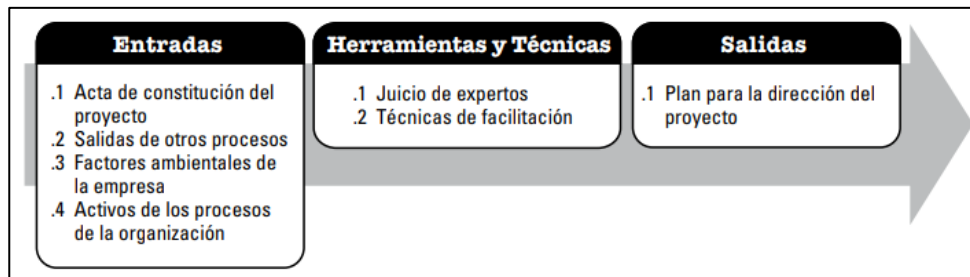 Entradas
.1 Acta de constitución del
proyecto
.2 Salidas de otros procesos
.3 Factores ambientales de
la empresa
.4 Activos de los procesos
de la organización
Herramientas y Técnicas
.1 Juicio de expertos
.2 Técnicas de facilitación
Salidas
.1 Plan para la dirección del
proyecto